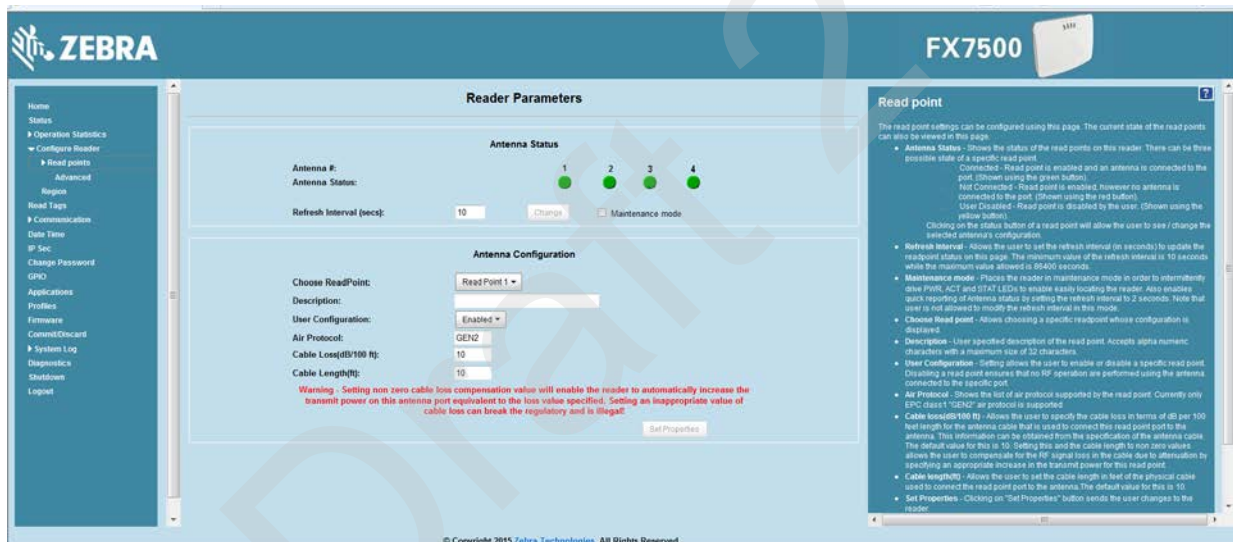 ZEBRA
FX7500
Home
Status
Operation Statistics
Configure Reader
Read points
Advanced
Region
Read Tags
Communication
Date Time
IP Sec
Change Password
GPIO
Applications
Profiles
Firmware
Commit/Discard
System Log
Diagnostics
Shutdown
Logout
Reader Parameters
Antenna Status
Antenna #: 1 2 3 4
Antenna Status:
Refresh Interval (secs): 10 Change Maintenance mode
Antenna Configuration
Choose ReadPoint: Read Point 1
Description:
User Configuration: Enabled
Air Protocol: GEN2
Cable Loss(dB/100 ft): 10
Cable Length(ft): 10
Warning - Setting non zero cable loss compensation value will enable the reader to automatically increase the
transmit power on this antenna port equivalent to the loss value specified. Setting an inappropriate value of
cable loss can break the regulatory and is illegal!
Set Properties
Read point
?
The read point settings can be configured using this page. The current state of the read points
can also be viewed in this page.
• Antenna Status - Shows the status of the read points on this reader. There can be three
possible state of a specific read point.
Connected - Read point is enabled and an antenna is connected to the
port. (Shown using the green button).
Not Connected - Read point is enabled, however no antenna is
connected to the port. (Shown using the red button).
User Disabled - Read point is disabled by the user. (Shown using the
yellow button).
Clicking on the status button of a read point will allow the user to see / change the
selected antenna's configuration.
• Refresh Interval - Allows the user to set the refresh interval (in seconds) to update the
readpoint status on this page. The minimum value of the refresh interval is 10 seconds
while the maximum value allowed is 86400 seconds.
• Maintenance mode - Places the reader in maintenance mode in order to intermittently
drive PWR, ACT and STAT LEDs to enable easily locating the reader. Also enables
quick reporting of Antenna status by setting the refresh interval to 2 seconds. Note that
user is not allowed to modify the refresh interval in this mode.
• Choose Read point - Allows choosing a specific readpoint whose configuration is
displayed.
• Description - User specified description of the read point. Accepts alpha numeric
characters with a maximum size of 32 characters.
• User Configuration - Setting allows the user to enable or disable a specific read point.
Disabling a read point ensures that no RF operation are performed using the antenna
connected to the specific port.
• Air Protocol - Shows the list of air protocol supported by the read point. Currently only
EPC class1 "GEN2" air protocol is supported.
• Cable loss(dB/100 ft) - Allows the user to specify the cable loss in terms of dB per 100
feet length for the antenna cable that is used to connect this read point port to the
antenna. This information can be obtained from the specification of the antenna cable.
The default value for this is 10. Setting this and the cable length to non zero values
allows the user to compensate for the RF signal loss in the cable due to attenuation by
specifying an appropriate increase in the transmit power for this read point.
• Cable length(ft) - Allows the user to set the cable length in feet of the physical cable
used to connect the read point port to the antenna. The default value for this is 10.
• Set Properties - Clicking on "Set Properties" button sends the user changes to the
reader.
© Copyright 2015 Zebra Technologies. All Rights Reserved.
Draft 2